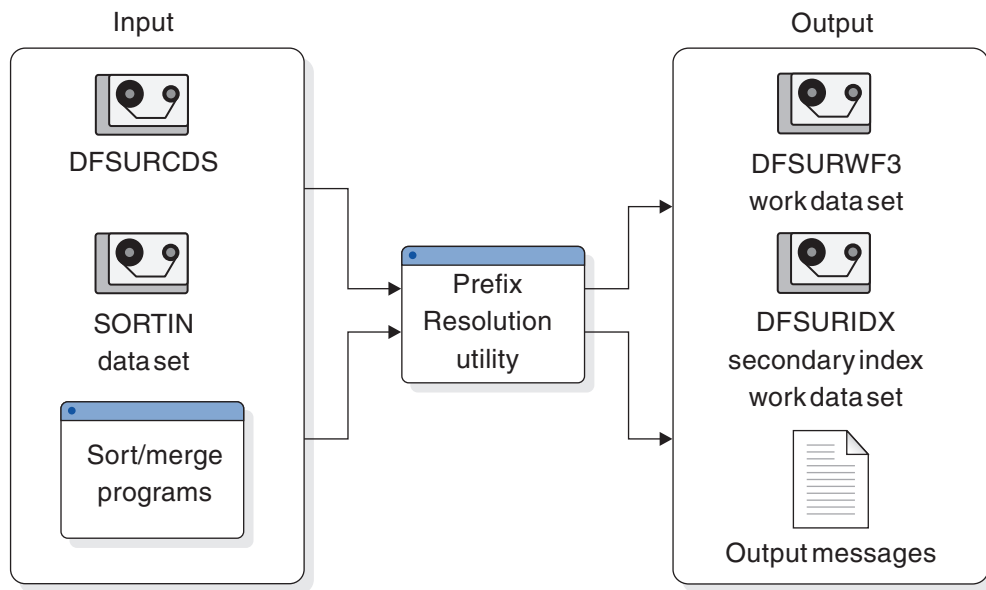 Input
DFSURCDS
SORTIN
data set
Sort/merge
programs
Prefix
Resolution
utility
Output
DFSURWF3
work data set
DFSURIDX
secondary index
work data set
Output messages